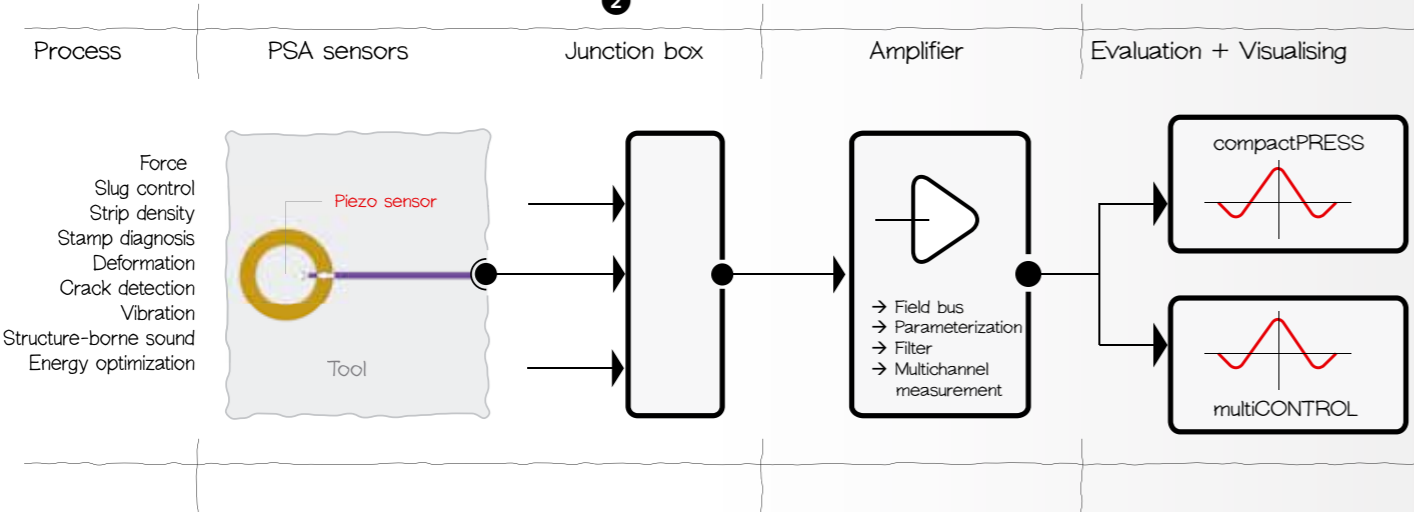 2
Process
PSA sensors
Junction box
Amplifier
Evaluation + Visualising
Force
Slug control
Strip density
Stamp diagnosis
Deformation
Crack detection
Vibration
Structure-borne sound
Energy optimization
Piezo sensor
Tool
→ Field bus
→ Parameterization
→ Filter
→ Multichannel
measurement
compactPRESS
multiCONTROL